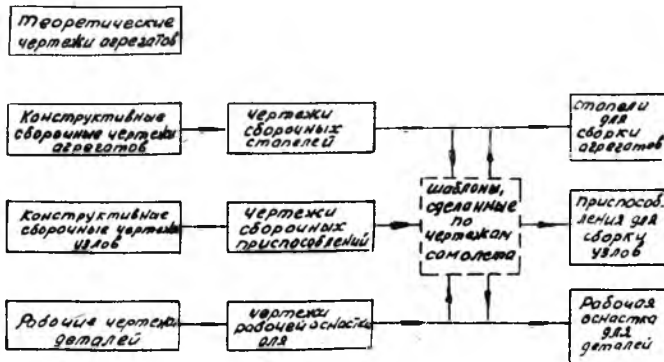 Теоретические
чертежи агрегатов
Конструктивные
сборочные чертежи
агрегатов
Чертежи
сборочных
стапелей
Стапели
для
сборки
агрегатов
Шаблоны,
сделанные
по
чертежам
самолета
Конструктивные
сборочные чертежи
узлов
Чертежи
сборочных
приспособлений
Приспособ
ления для
сборку
узлов
Рабочие чертежи
деталей
Чертежи
рабочей оснастки
для
Рабочая
оснастка
для
деталей